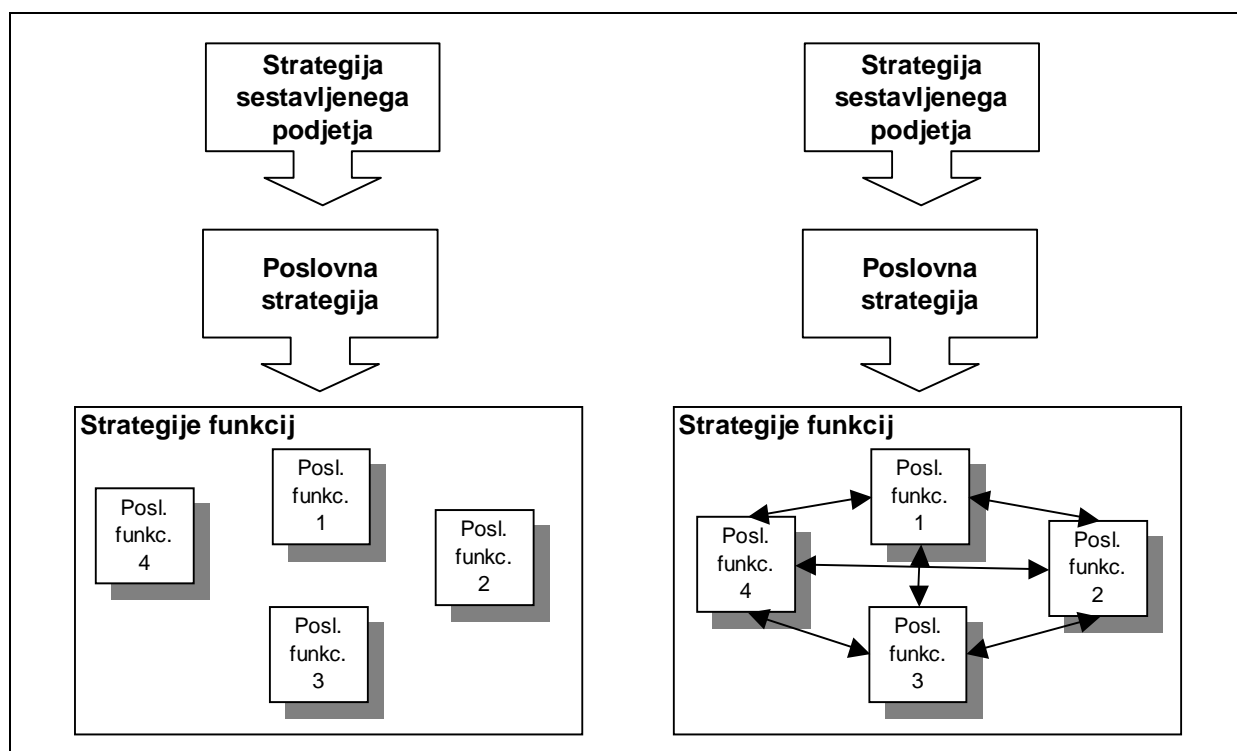 Strategija
sestavljenega
podjetja
Poslovna
strategija
Strategije funkcij
Posl.
funkc.
1
Posl.
funkc.
4
Posl.
funkc.
2
Posl.
funkc.
3
Strategija
sestavljenega
podjetja
Poslovna
strategija
Strategije funkcij
Posl.
funkc.
1
Posl.
funkc.
4
Posl.
funkc.
2
Posl.
funkc.
3